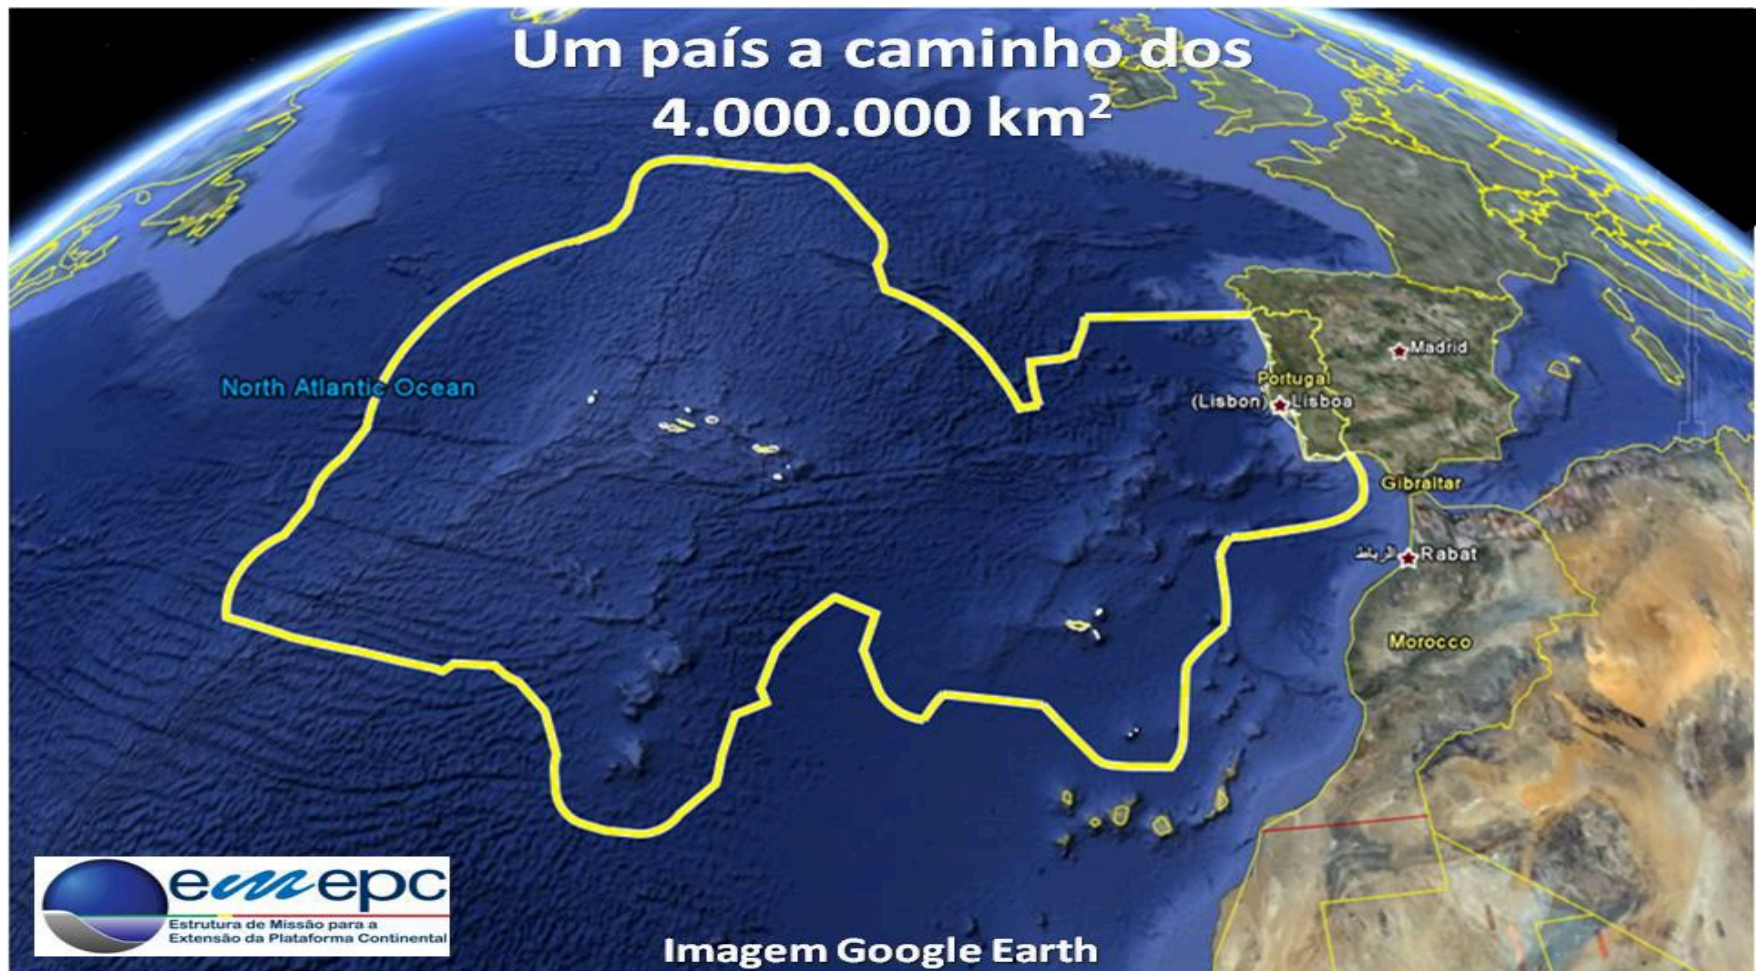 Um país a caminho dos
4.000.000 km²
North Atlantic Ocean
Madrid
Portugal
(Lisbon) Lisboa
Gibraltar
الرباط Rabat
Morocco
emepc
Estrutura de Missão para a
Extensão da Plataforma Continental
Imagem Google Earth